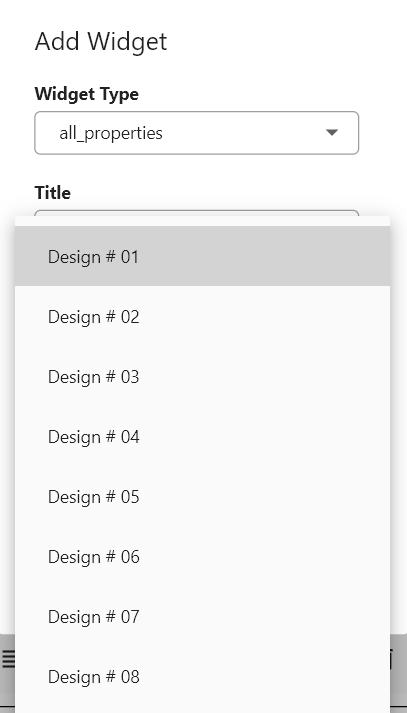 Add Widget
Widget Type
all_properties
Title
Design # 01
Design # 02
Design # 03
Design # 04
Design # 05
Design # 06
Design # 07
Design # 08